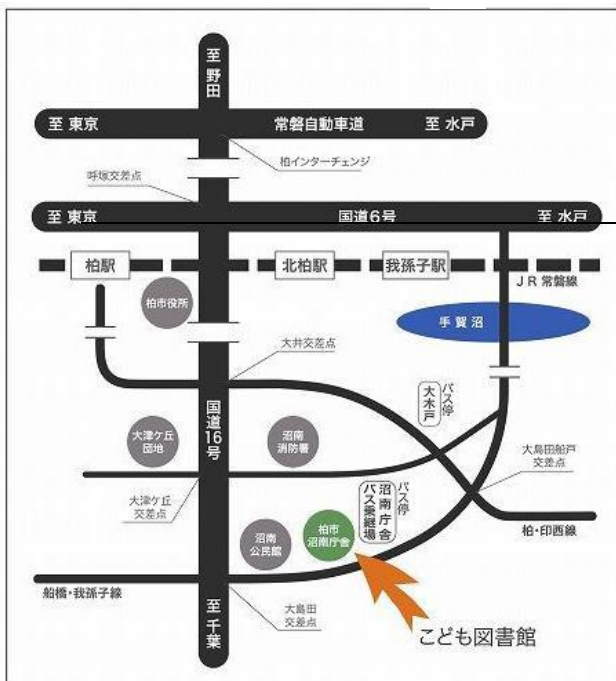 至 野田
至 東京
常磐自動車道
至 水戸
柏インターチェンジ
呼塚交差点
至 東京
国道6号
至 水戸
柏駅
北柏駅
我孫子駅
JR 常磐線
柏市役所
手賀沼
大井交差点
国道16号
バス停
大木戸
大津ケ丘
団地
沼南
消防署
大島田船戸
交差点
大津ケ丘
交差点
バス停
沼南庁舎
バス乗継場
沼南
公民館
柏市
沼南庁舎
柏・印西線
船橋・我孫子線
大島田
交差点
至 千葉
こども図書館